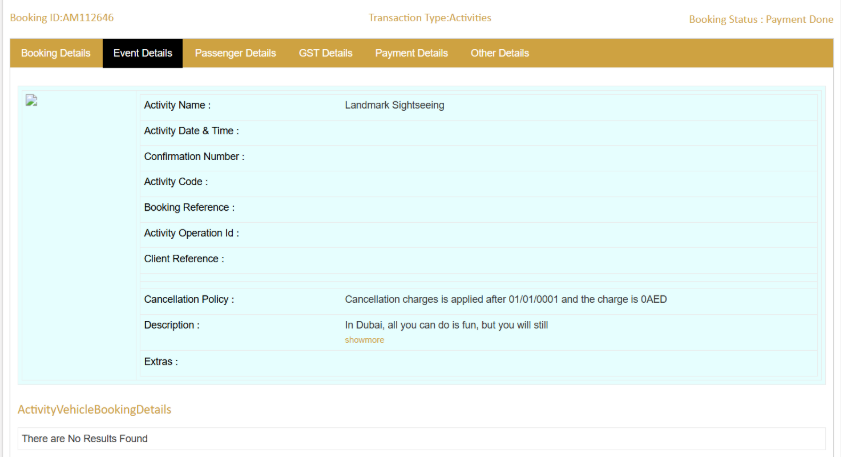 Booking ID:AM112646 Transaction Type:Activities Booking Status : Payment Done
Booking Details Event Details Passenger Details GST Details Payment Details Other Details
Activity Name : Landmark Sightseeing
Activity Date & Time :
Confirmation Number :
Activity Code :
Booking Reference :
Activity Operation Id :
Client Reference :
Cancellation Policy : Cancellation charges is applied after 01/01/0001 and the charge is 0AED
Description : In Dubai, all you can do is fun, but you will still
showmore
Extras :
ActivityVehicleBookingDetails
There are No Results Found